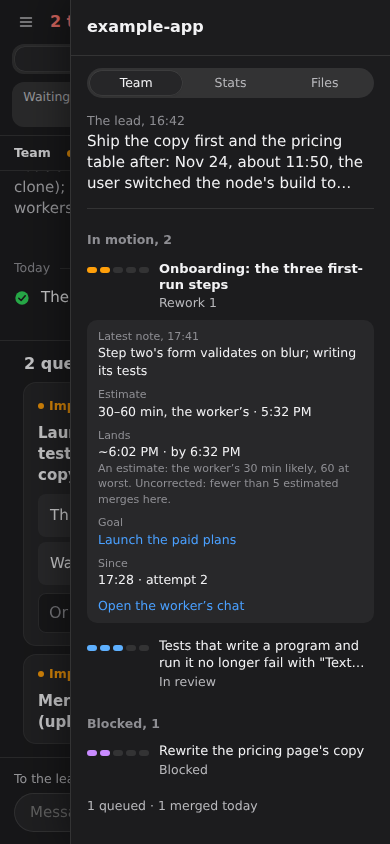 example-app
Team
Stats
Files
The lead, 16:42
Ship the copy first and the pricing
table after: Nov 24, about 11:50, the
user switched the node's build to…
In motion, 2
Onboarding: the three first-
run steps
Rework 1
Latest note, 17:41
Step two's form validates on blur; writing
its tests
Estimate
30–60 min, the worker’s · 5:32 PM
Lands
~6:02 PM · by 6:32 PM
An estimate: the worker’s 30 min likely, 60 at
worst. Uncorrected: fewer than 5 estimated
merges here.
Goal
Launch the paid plans
Since
17:28 · attempt 2
Open the worker’s chat
Tests that write a program and
run it no longer fail with "Text…
In review
Blocked, 1
Rewrite the pricing page's copy
Blocked
1 queued · 1 merged today
2
Waiting
Team
clone);
workers
Today
The
2 que
Imp
test
copy
Th
Wa
Or
Imp
Mer
(upl
To the lea
Messa